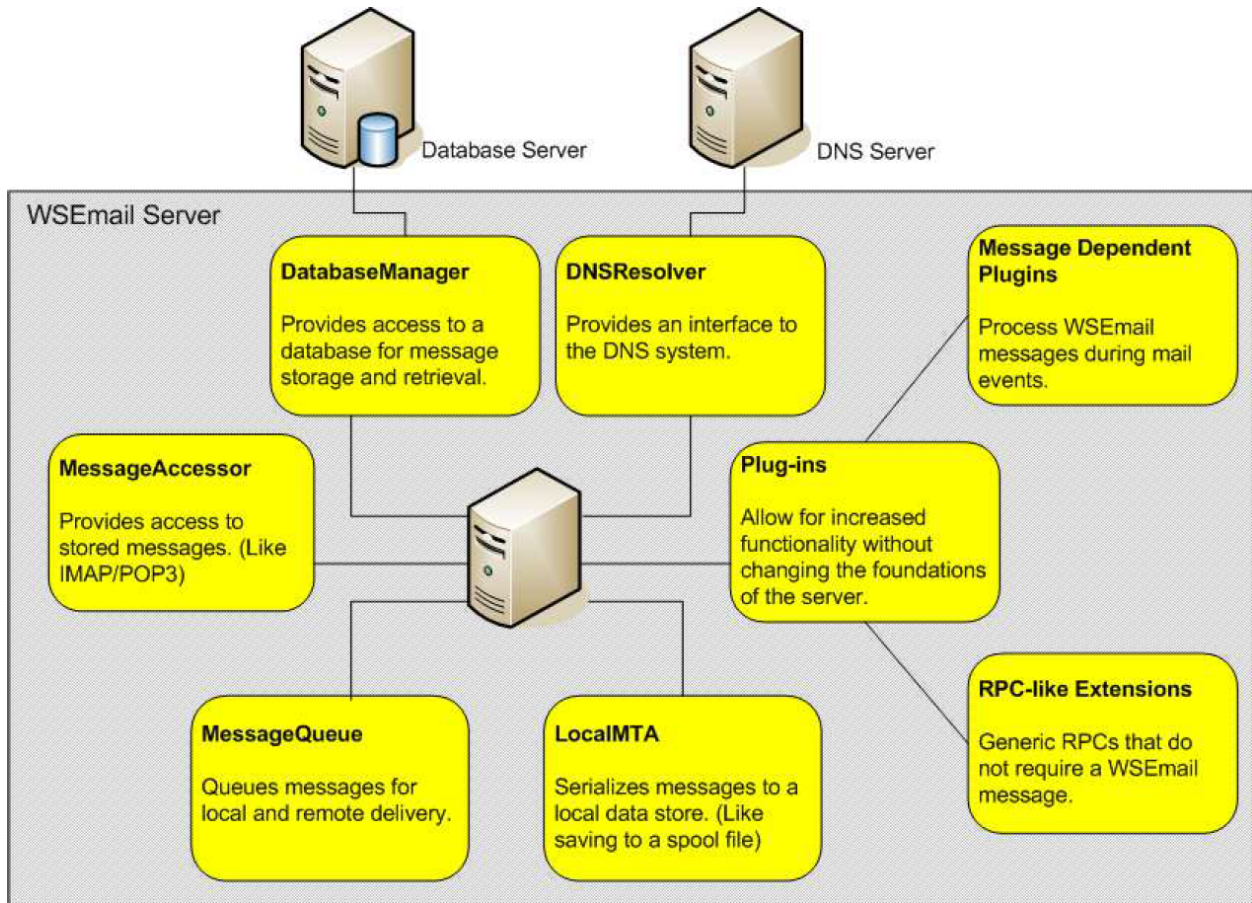 Database Server
DNS Server
WSEmail Server
DatabaseManager
Provides access to a
database for message
storage and retrieval.
DNSResolver
Provides an interface to
the DNS system.
Message Dependent
Plugins
Process WSEmail
messages during mail
events.
MessageAccessor
Provides access to
stored messages. (Like
IMAP/POP3)
Plug-ins
Allow for increased
functionality without
changing the foundations
of the server.
MessageQueue
Queues messages for
local and remote delivery.
LocalMTA
Serializes messages to a
local data store. (Like
saving to a spool file)
RPC-like Extensions
Generic RPCs that do
not require a WSEmail
message.